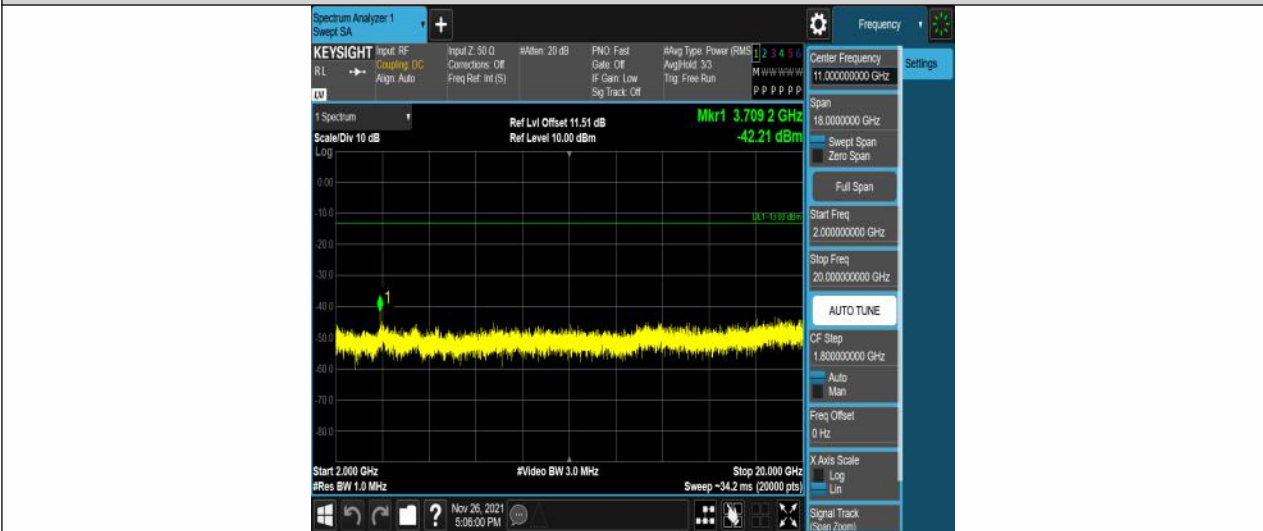 Spectrum Analyzer 1
Swept SA
+
Frequency
KEYSIGHT
RL
LV
Input: RF
Coupling: DC
Align: Auto
Input Z: 50 Ω
Corrections: Off
Freq Ref: Int (S)
#Atten: 20 dB
PNO: Fast
Gate: Off
IF Gain: Low
Sig Track: Off
#Avg Type: Power (RMS
Avg|Hold: 3/3
Trig: Free Run
1 2 3 4 5 6
M W W W W W
P P P P P P
1 Spectrum
Scale/Div 10 dB
Log
Ref Lvl Offset 11.51 dB
Ref Level 10.00 dBm
Mkr1 3.709 2 GHz
-42.21 dBm
0.00
-10.0
DL1 -13.00 dBm
-20.0
-30.0
1
-40.0
-50.0
-60.0
-70.0
-80.0
Start 2.000 GHz
#Res BW 1.0 MHz
#Video BW 3.0 MHz
Stop 20.000 GHz
Sweep ~34.2 ms (20000 pts)
Nov 26, 2021
5:06:00 PM
?
Center Frequency
11.000000000 GHz
Settings
Span
18.0000000 GHz
Swept Span
Zero Span
Full Span
Start Freq
2.000000000 GHz
Stop Freq
20.000000000 GHz
AUTO TUNE
CF Step
1.800000000 GHz
Auto
Man
Freq Offset
0 Hz
X Axis Scale
Log
Lin
Signal Track
(Span Zoom)